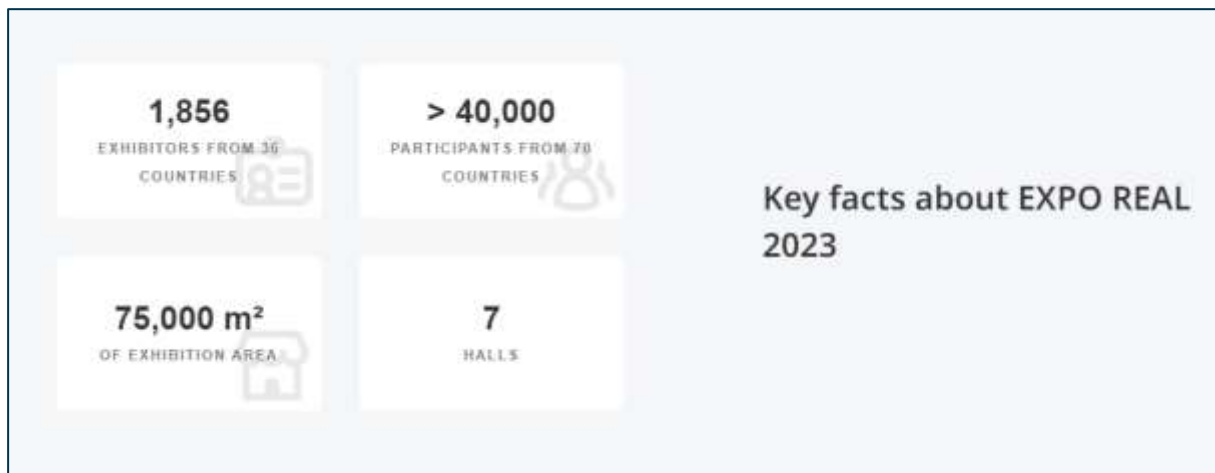 1,856
EXHIBITORS FROM 36
COUNTRIES
> 40,000
PARTICIPANTS FROM 70
COUNTRIES
75,000 m²
OF EXHIBITION AREA
7
HALLS
Key facts about EXPO REAL
2023